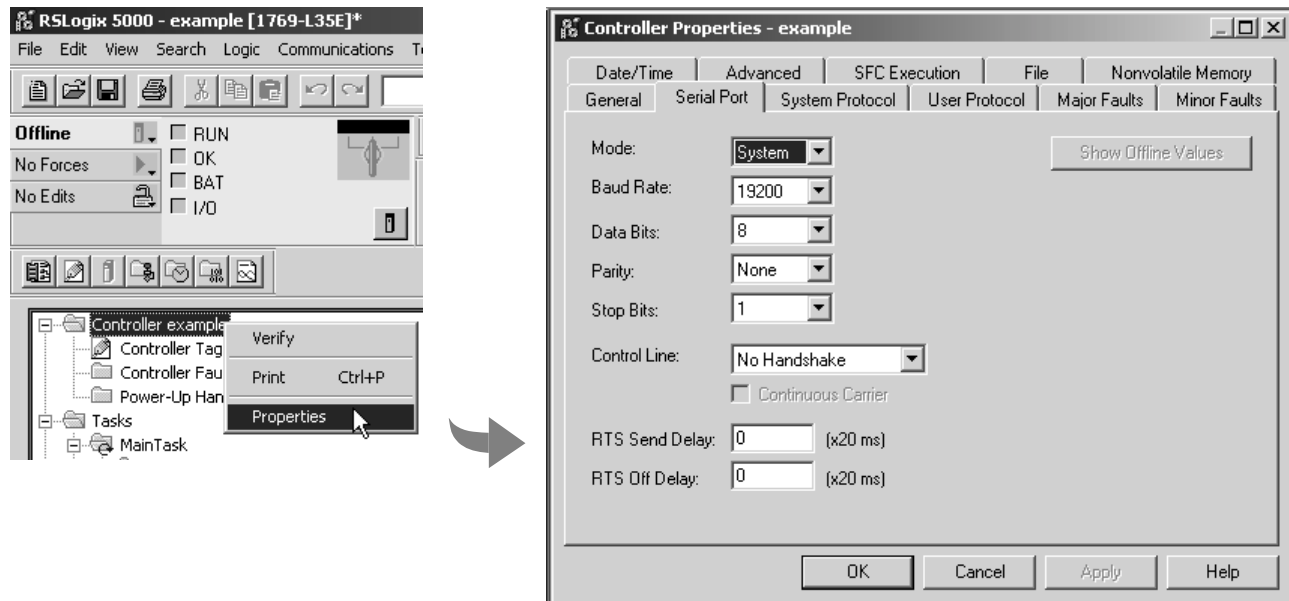 RSLogix 5000 - example [1769-L35E]*
File Edit View Search Logic Communications
Offline
RUN
No Forces
OK
BAT
No Edits
I/O
Controller example
Controller Tag
Controller Fau
Power-Up Han
Tasks
MainTask
Verify
Print Ctrl+P
Properties
Controller Properties - example
Date/Time Advanced SFC Execution File Nonvolatile Memory
General Serial Port System Protocol User Protocol Major Faults Minor Faults
Mode: System
Show Offline Values
Baud Rate: 19200
Data Bits: 8
Parity: None
Stop Bits: 1
Control Line: No Handshake
Continuous Carrier
RTS Send Delay: 0 (x20 ms)
RTS Off Delay: 0 (x20 ms)
OK Cancel Apply Help